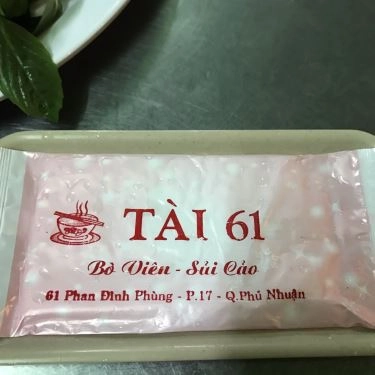 TÀI 61
Bò Viên - Sủi Cảo
61 Phan Đình Phùng - P.17 - Q.Phú Nhuận